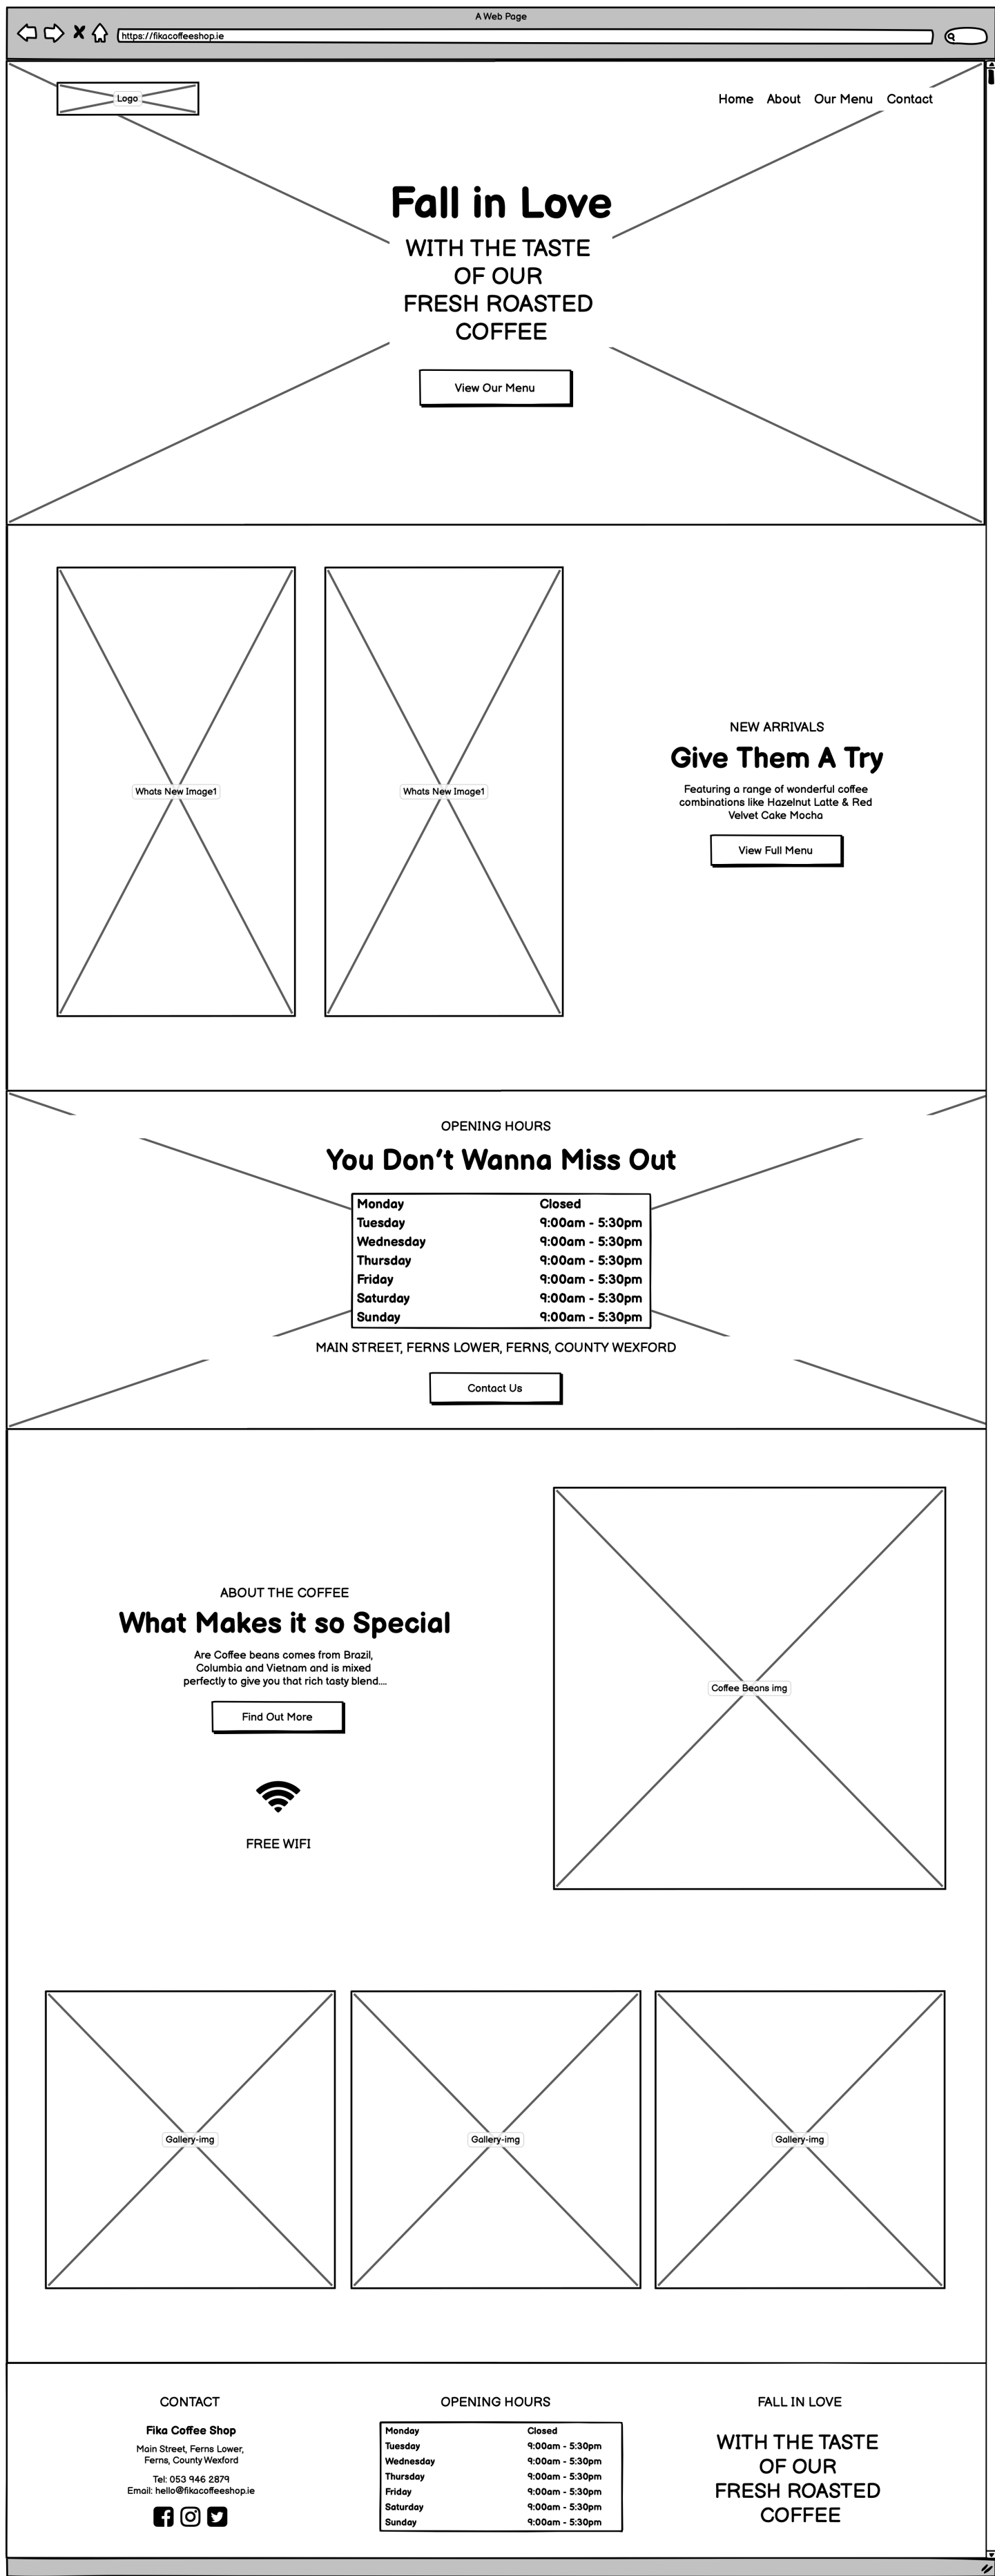 A Web Page
https://fikacoffeeshop.ie
Logo
Home About Our Menu Contact
Fall in Love
WITH THE TASTE
OF OUR
FRESH ROASTED
COFFEE
View Our Menu
Whats New Image1
Whats New Image1
NEW ARRIVALS
Give Them A Try
Featuring a range of wonderful coffee
combinations like Hazelnut Latte & Red
Velvet Cake Mocha
View Full Menu
OPENING HOURS
You Don't Wanna Miss Out
Monday Closed
Tuesday 9:00am - 5:30pm
Wednesday 9:00am - 5:30pm
Thursday 9:00am - 5:30pm
Friday 9:00am - 5:30pm
Saturday 9:00am - 5:30pm
Sunday 9:00am - 5:30pm
MAIN STREET, FERNS LOWER, FERNS, COUNTY WEXFORD
Contact Us
ABOUT THE COFFEE
What Makes it so Special
Are Coffee beans comes from Brazil,
Columbia and Vietnam and is mixed
perfectly to give you that rich tasty blend....
Find Out More
FREE WIFI
Coffee Beans img
Gallery-img
Gallery-img
Gallery-img
CONTACT
Fika Coffee Shop
Main Street, Ferns Lower,
Ferns, County Wexford
Tel: 053 946 2879
Email: hello@fikacoffeeshop.ie
OPENING HOURS
Monday Closed
Tuesday 9:00am - 5:30pm
Wednesday 9:00am - 5:30pm
Thursday 9:00am - 5:30pm
Friday 9:00am - 5:30pm
Saturday 9:00am - 5:30pm
Sunday 9:00am - 5:30pm
FALL IN LOVE
WITH THE TASTE
OF OUR
FRESH ROASTED
COFFEE